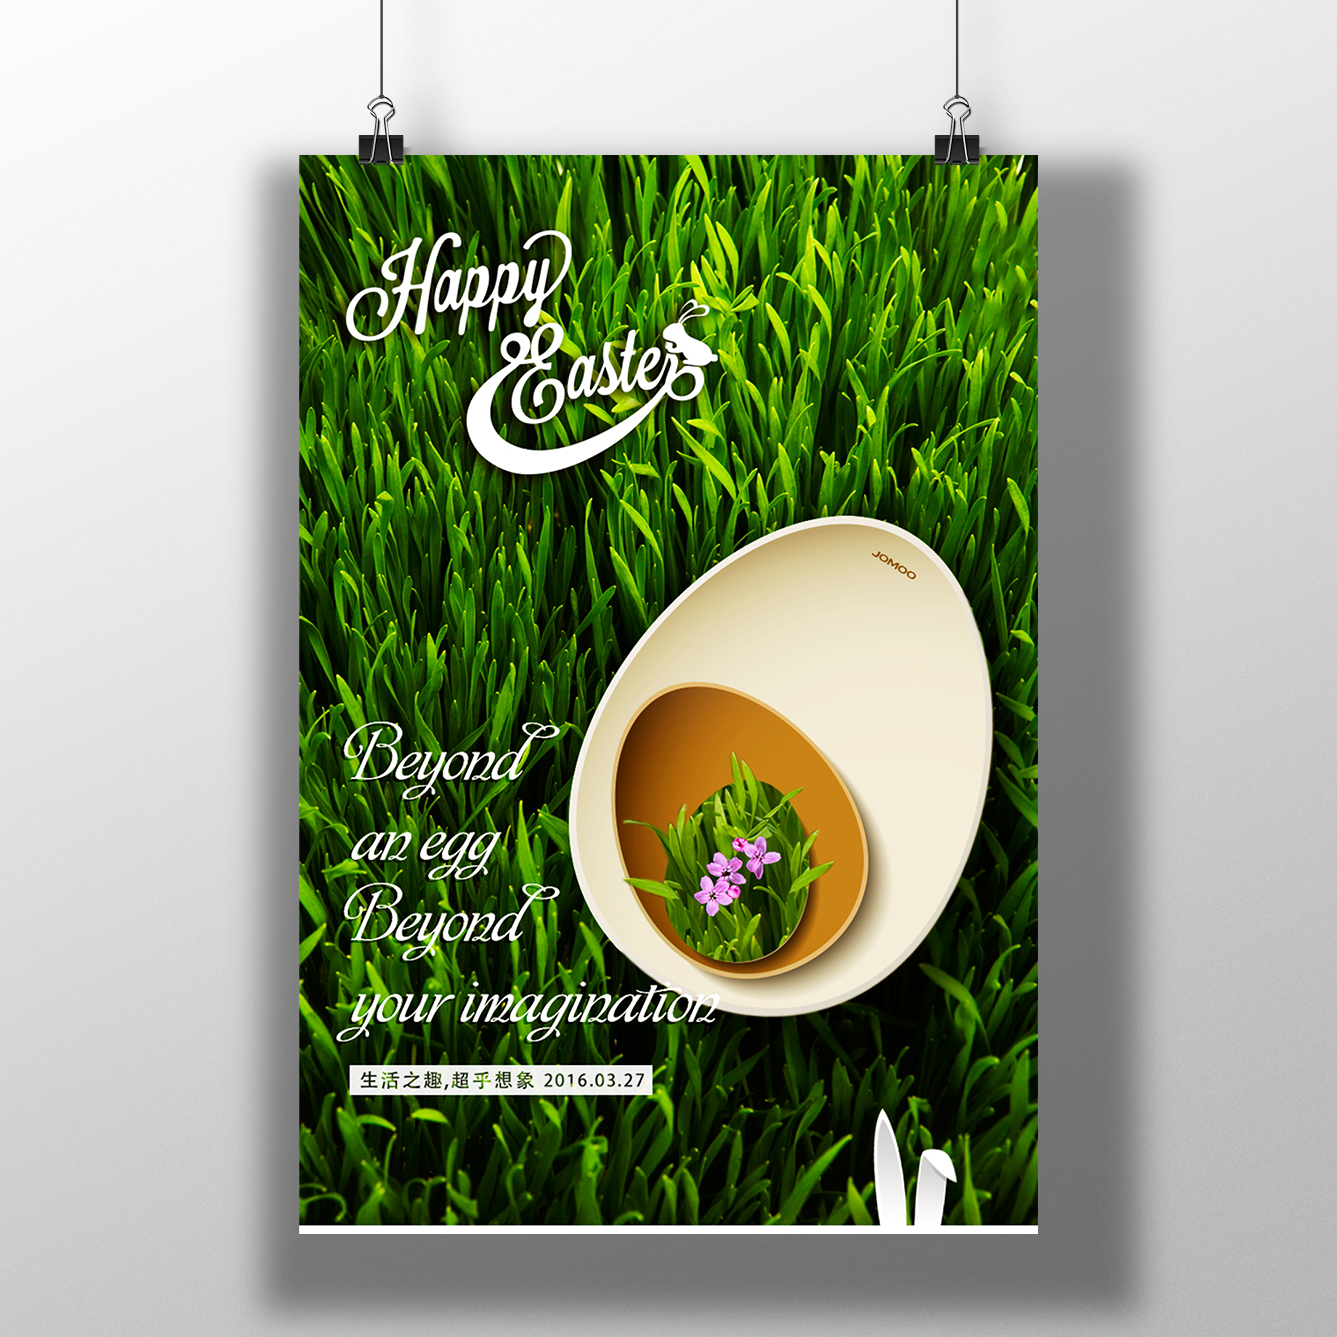 Happy
Easter
JOMOO
Beyond
an egg
Beyond
your imagination
生活之趣,超乎想象 2016.03.27